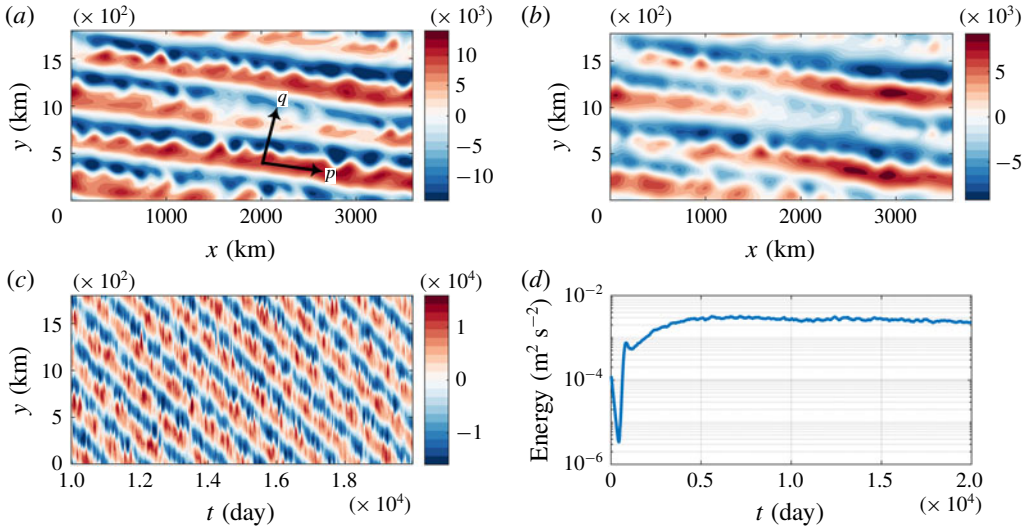 (a) (× 10²) (× 10³)
15
10
5
0
y (km)
10
5
0
−5
−10
q
p
1000 2000 3000
x (km)
(b) (× 10²) (× 10³)
15
10
5
0
y (km)
5
0
−5
1000 2000 3000
x (km)
(c) (× 10²) (× 10⁴)
15
10
5
0
y (km)
1
0
−1
1.0 1.2 1.4 1.6 1.8
(× 10⁴)
t (day)
(d)
10⁻²
10⁻⁴
10⁻⁶
Energy (m² s⁻²)
0 0.5 1.0 1.5 2.0
(× 10⁴)
t (day)